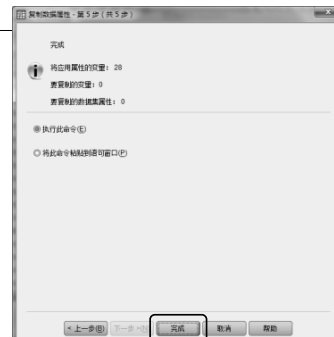 复制数据属性 - 第 5 步 (共 5 步)
完成
将应用属性的变量: 28
要复制的变量: 0
要复制的数据集属性: 0
执行此命令(E)
将此命令粘贴到语句窗口(P)
< 上一步(B) 下一步 > 完成 取消 帮助